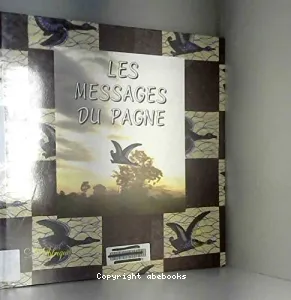 LES
MESSAGES
DU PAGNE
Copyright abebooks